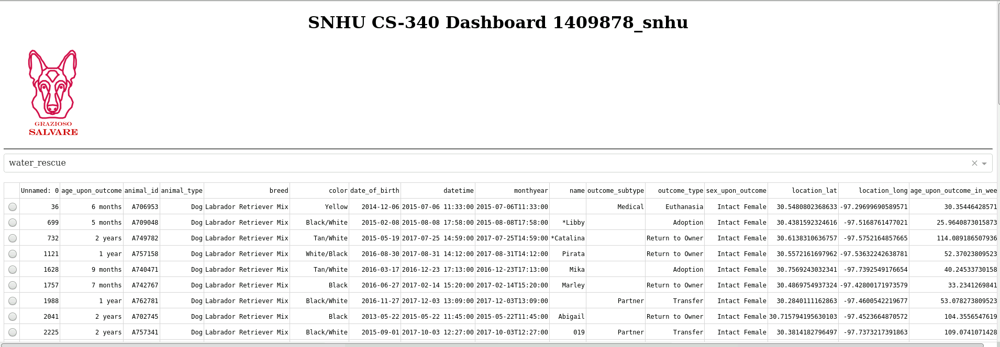 SNHU CS-340 Dashboard 1409878_snhu
GRAZIOSO
SALVARE
water_rescue
Unnamed: 0 age_upon_outcome animal_id animal_type breed color date_of_birth datetime monthyear name outcome_subtype outcome_type sex_upon_outcome location_lat location_long age_upon_outcome_in_wee
36 6 months A706953 Dog Labrador Retriever Mix Yellow 2014-12-06 2015-07-06 11:33:00 2015-07-06T11:33:00 Medical Euthanasia Intact Female 30.5480802368633 -97.29699690589571 30.35446428571
699 5 months A709048 Dog Labrador Retriever Mix Black/White 2015-02-08 2015-08-08 17:58:00 2015-08-08T17:58:00 *Libby Adoption Intact Female 30.4381592324616 -97.5168761477021 25.9640873015873
732 2 years A749782 Dog Labrador Retriever Mix Tan/White 2015-05-19 2017-07-25 14:59:00 2017-07-25T14:59:00 *Catalina Return to Owner Intact Female 30.6138310636757 -97.5752164857665 114.089186507936
1121 1 year A757158 Dog Labrador Retriever Mix White/Black 2016-08-30 2017-08-31 14:12:00 2017-08-31T14:12:00 Pirata Return to Owner Intact Female 30.5572161697962 -97.53632242638781 52.37023809523
1628 9 months A740471 Dog Labrador Retriever Mix Tan/White 2016-03-17 2016-12-23 17:13:00 2016-12-23T17:13:00 Mika Adoption Intact Female 30.7569243032341 -97.7392549176654 40.24533730158
1757 7 months A742767 Dog Labrador Retriever Mix Black 2016-06-27 2017-02-14 15:20:00 2017-02-14T15:20:00 Marley Return to Owner Intact Female 30.4869754937324 -97.42800171973579 33.2341269841
1988 1 year A762781 Dog Labrador Retriever Mix Black/White 2016-11-27 2017-12-03 13:09:00 2017-12-03T13:09:00 Partner Transfer Intact Female 30.2840111162863 -97.4600542219677 53.078273809523
2041 2 years A702745 Dog Labrador Retriever Mix Black 2013-05-22 2015-05-22 11:45:00 2015-05-22T11:45:00 Abigail Return to Owner Intact Female 30.715794195630103 -97.4523664870572 104.3556547619
2225 2 years A757341 Dog Labrador Retriever Mix Black/White 2015-09-01 2017-10-03 12:27:00 2017-10-03T12:27:00 019 Partner Transfer Intact Female 30.3814182796497 -97.7373217391863 109.0741071428